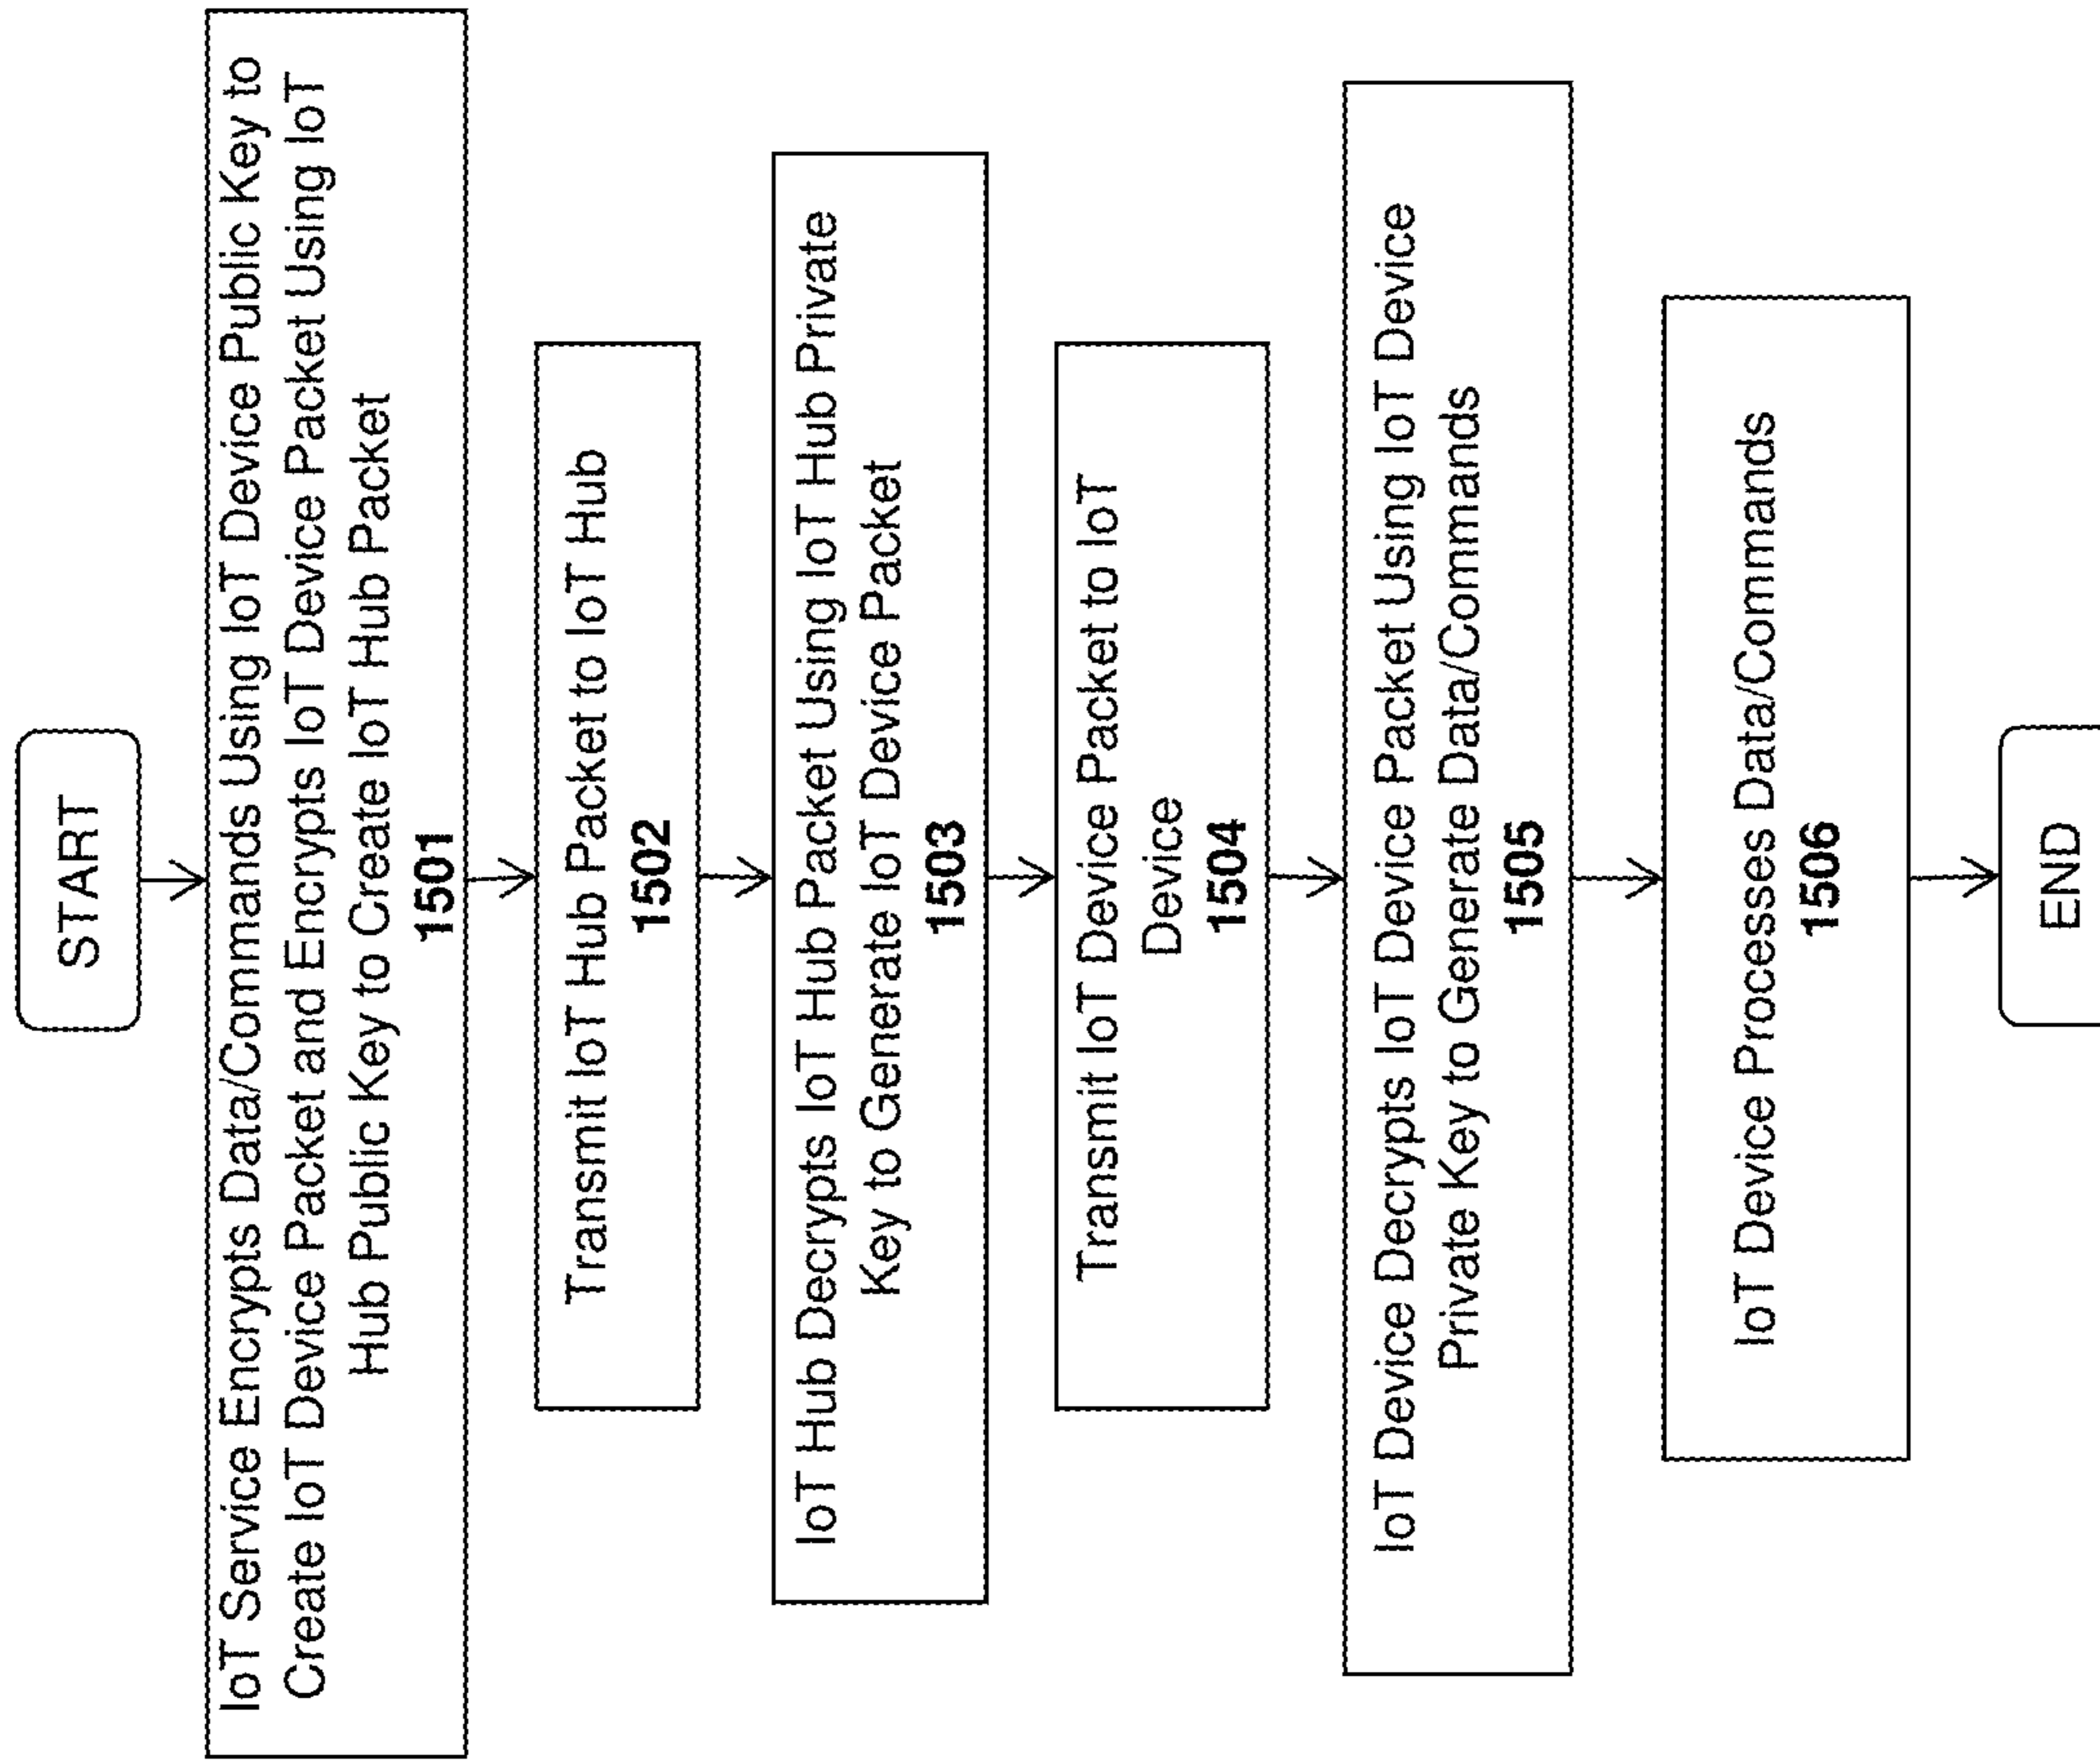 START
IoT Service Encrypts Data/Commands Using IoT Device Public Key to
Create IoT Device Packet and Encrypts IoT Device Packet Using IoT
Hub Public Key to Create IoT Hub Packet
1501
Transmit IoT Hub Packet to IoT Hub
1502
IoT Hub Decrypts IoT Hub Packet Using IoT Hub Private
Key to Generate IoT Device Packet
1503
Transmit IoT Device Packet to IoT
Device
1504
IoT Device Decrypts IoT Device Packet Using IoT Device
Private Key to Generate Data/Commands
1505
IoT Device Processes Data/Commands
1506
END